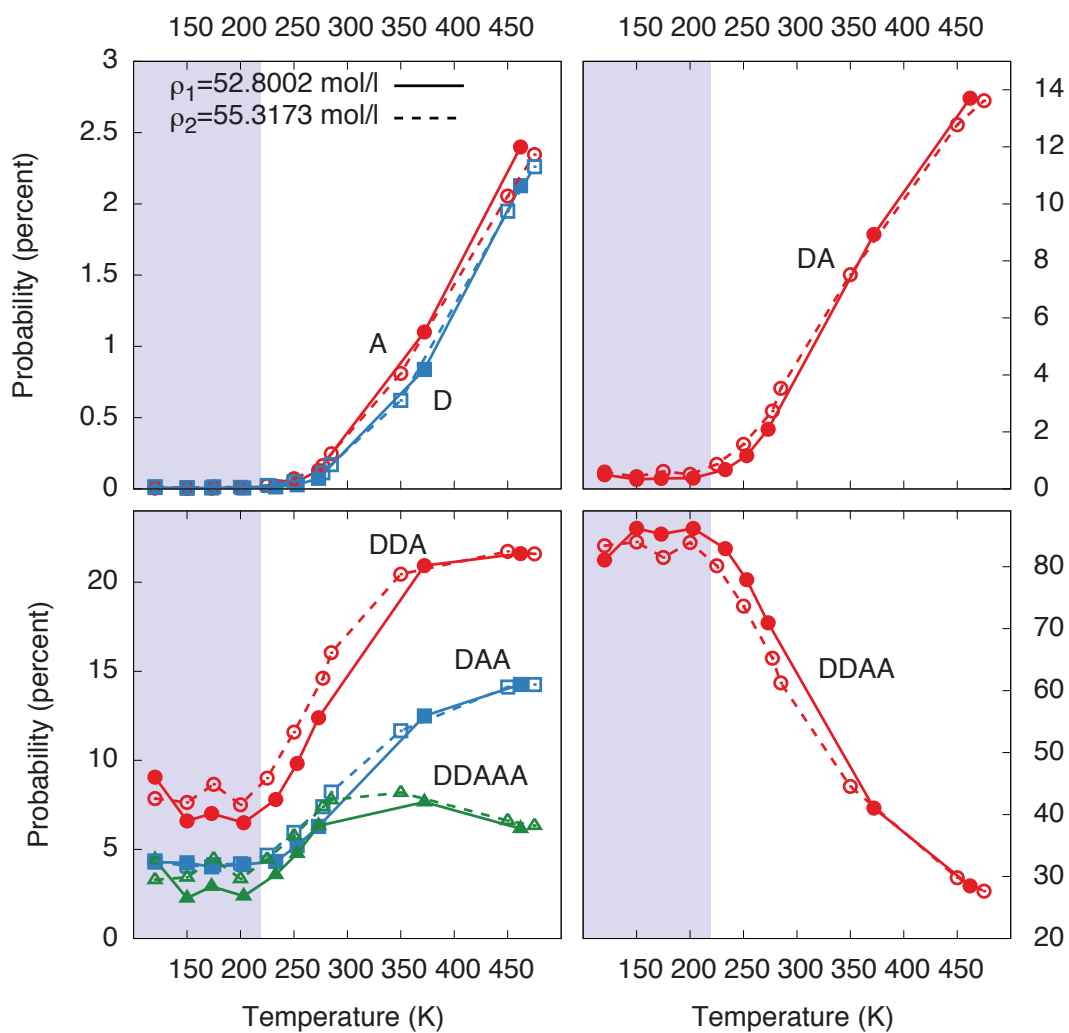 150 200 250 300 350 400 450
150 200 250 300 350 400 450
3
2.5
2
1.5
1
0.5
0
Probability (percent)
ρ1=52.8002 mol/l
ρ2=55.3173 mol/l
A
D
14
12
10
8
6
4
2
0
DA
20
15
10
5
0
Probability (percent)
DDA
DAA
DDAAA
80
70
60
50
40
30
20
DDAA
150 200 250 300 350 400 450
150 200 250 300 350 400 450
Temperature (K)
Temperature (K)